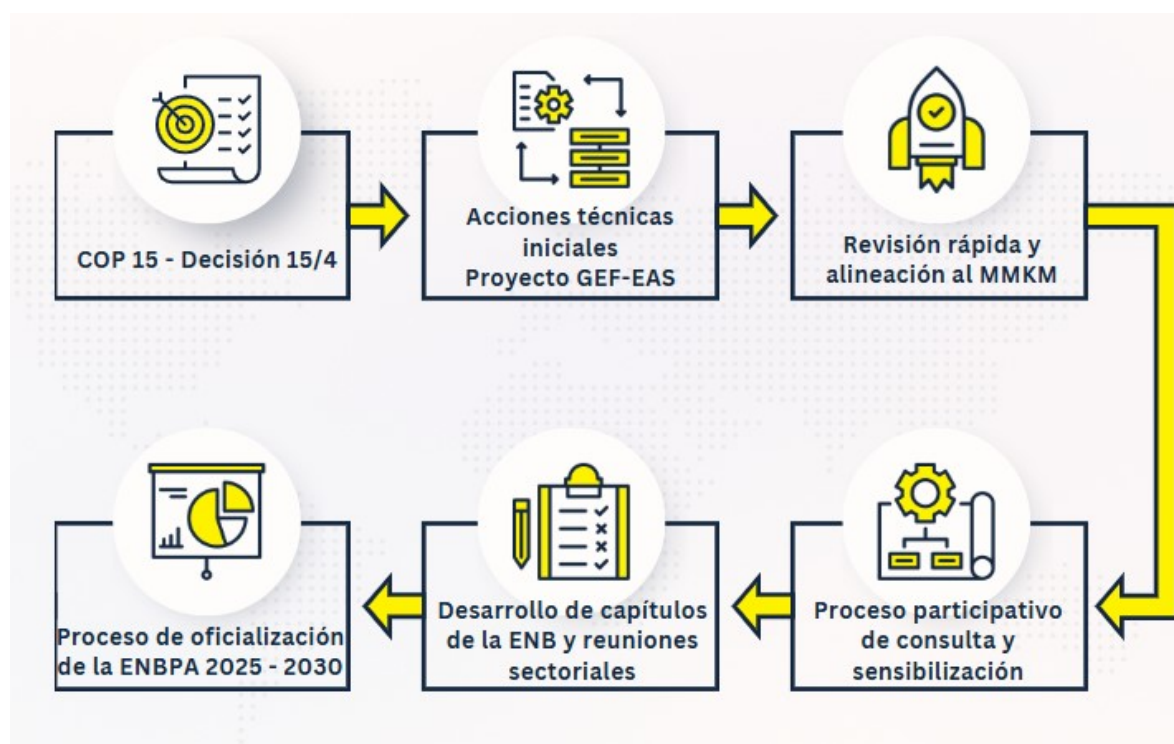 COP 15 - Decisión 15/4
Acciones técnicas
iniciales
Proyecto GEF-EAS
Revisión rápida y
alineación al MMKM
Proceso participativo
de consulta y
sensibilización
Desarrollo de capítulos
de la ENB y reuniones
sectoriales
Proceso de oficialización
de la ENBPA 2025 - 2030